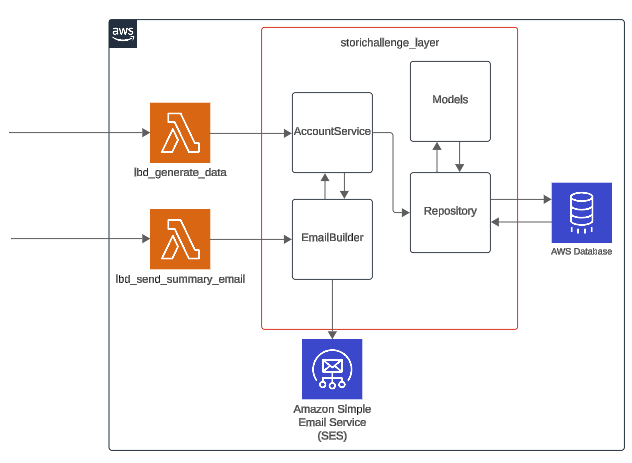 aws
storichallenge_layer
Models
AccountService
lbd_generate_data
Repository
EmailBuilder
AWS Database
lbd_send_summary_email
Amazon Simple
Email Service
(SES)